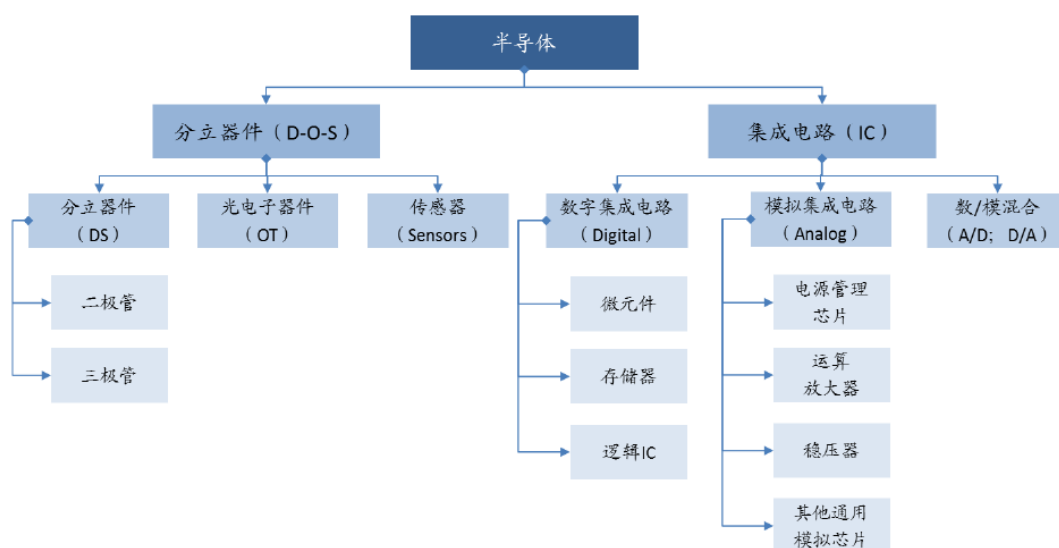 半导体
分立器件（D-O-S）
集成电路（IC）
分立器件
（DS）
光电子器件
（OT）
传感器
（Sensors）
数字集成电路
（Digital）
模拟集成电路
（Analog）
数/模混合
（A/D；D/A）
二极管
三极管
微元件
存储器
逻辑IC
电源管理
芯片
运算
放大器
稳压器
其他通用
模拟芯片